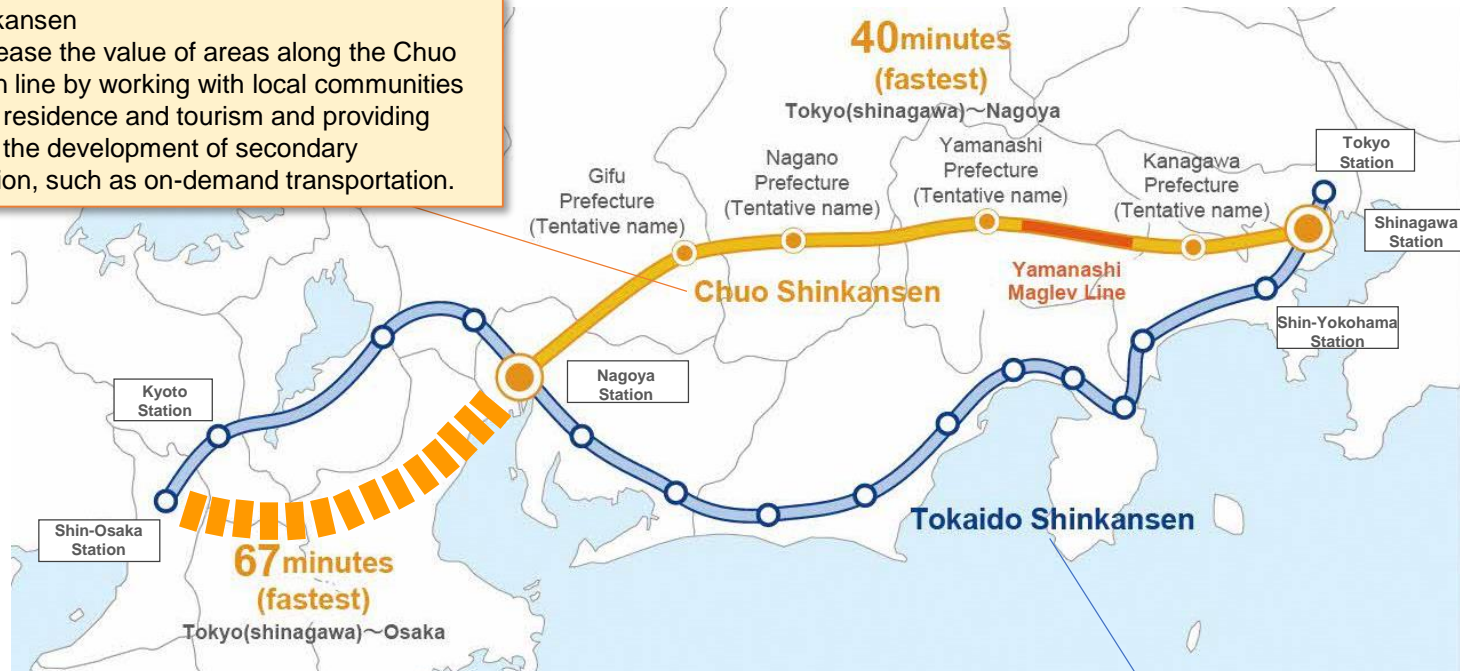 ease the value of areas along the Chuo
line by working with local communities
residence and tourism and providing
the development of secondary
such as on-demand transportation.
40minutes
(fastest)
Tokyo(shinagawa)~Nagoya
Gifu
Prefecture
(Tentative name)
Nagano
Prefecture
(Tentative name)
Yamanashi
Prefecture
(Tentative name)
Kanagawa
Prefecture
(Tentative name)
Tokyo
Station
Shinagawa
Station
Chuo Shinkansen
Yamanashi
Maglev Line
Shin-Yokohama
Station
Nagoya
Station
Kyoto
Station
Shin-Osaka
Station
Tokaido Shinkansen
67minutes
(fastest)
Tokyo(shinagawa)~Osaka